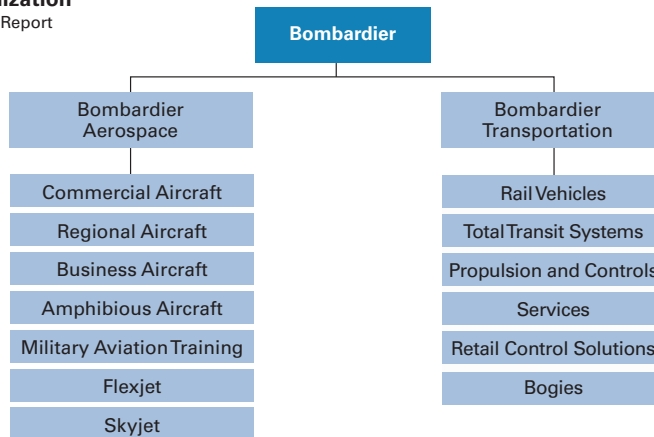 nization
Report
Bombardier
Bombardier
Aerospace
Commercial Aircraft
Regional Aircraft
Business Aircraft
Amphibious Aircraft
Military Aviation Training
Flexjet
Skyjet
Bombardier
Transportation
Rail Vehicles
Total Transit Systems
Propulsion and Controls
Services
Retail Control Solutions
Bogies